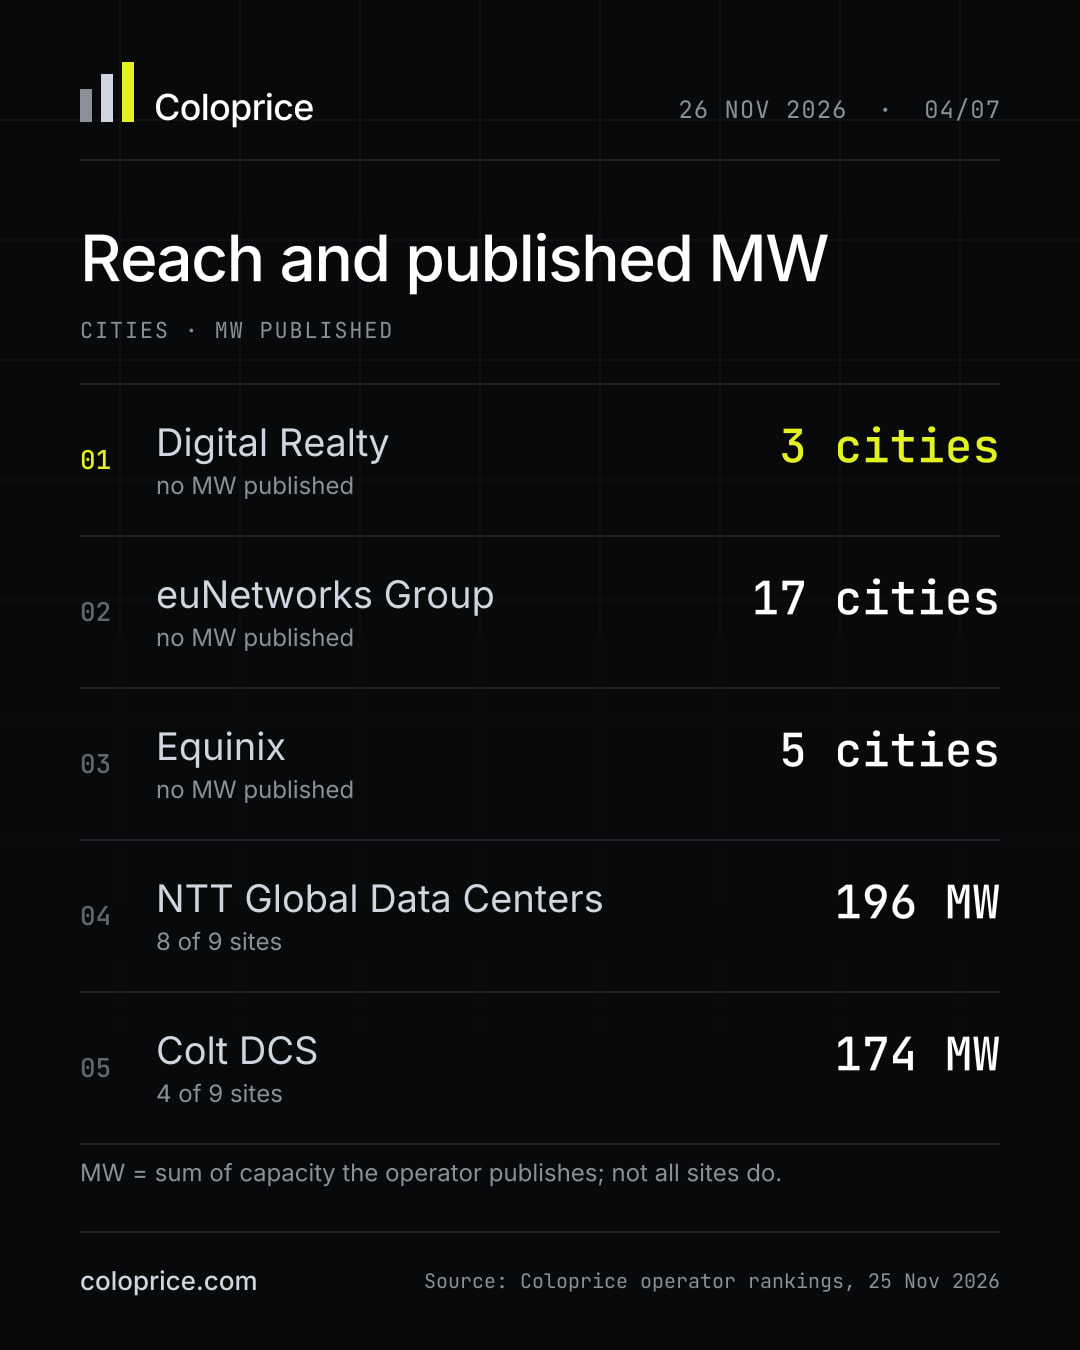 Coloprice
26 NOV 2026 · 04/07
Reach and published MW
CITIES · MW PUBLISHED
01 Digital Realty 3 cities
no MW published
02 euNetworks Group 17 cities
no MW published
03 Equinix 5 cities
no MW published
04 NTT Global Data Centers 196 MW
8 of 9 sites
05 Colt DCS 174 MW
4 of 9 sites
MW = sum of capacity the operator publishes; not all sites do.
coloprice.com
Source: Coloprice operator rankings, 25 Nov 2026